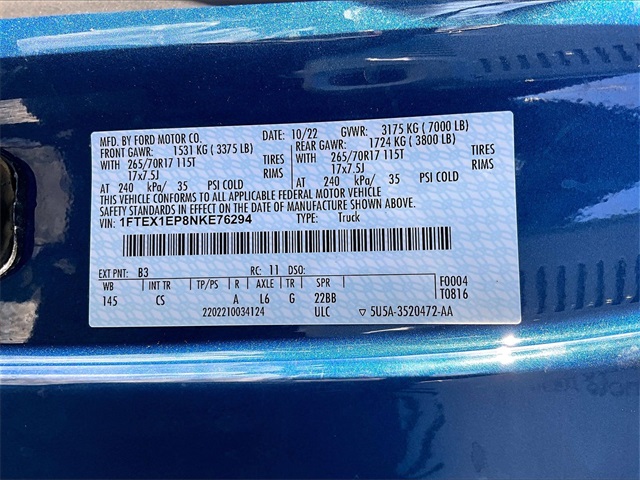 MFD. BY FORD MOTOR CO. DATE: 10/22 GVWR: 3175 KG ( 7000 LB)
FRONT GAWR: 1531 KG ( 3375 LB) REAR GAWR: 1724 KG ( 3800 LB)
WITH 265/70R17 115T TIRES WITH 265/70R17 115T TIRES
17x7.5J RIMS 17x7.5J RIMS
AT 240 kPa/ 35 PSI COLD AT 240 kPa/ 35 PSI COLD
THIS VEHICLE CONFORMS TO ALL APPLICABLE FEDERAL MOTOR VEHICLE
SAFETY STANDARDS IN EFFECT ON THE DATE OF MANUFACTURE SHOWN ABOVE.
VIN: 1FTEX1EP8NKE76294 TYPE: Truck
EXT PNT: B3 RC: 11 DSO:
WB TP/PS R AXLE TR SPR F0004
145 CS A L6 G 22BB T0816
2202210034124 ULC ▽ 5U5A-3520472-AA